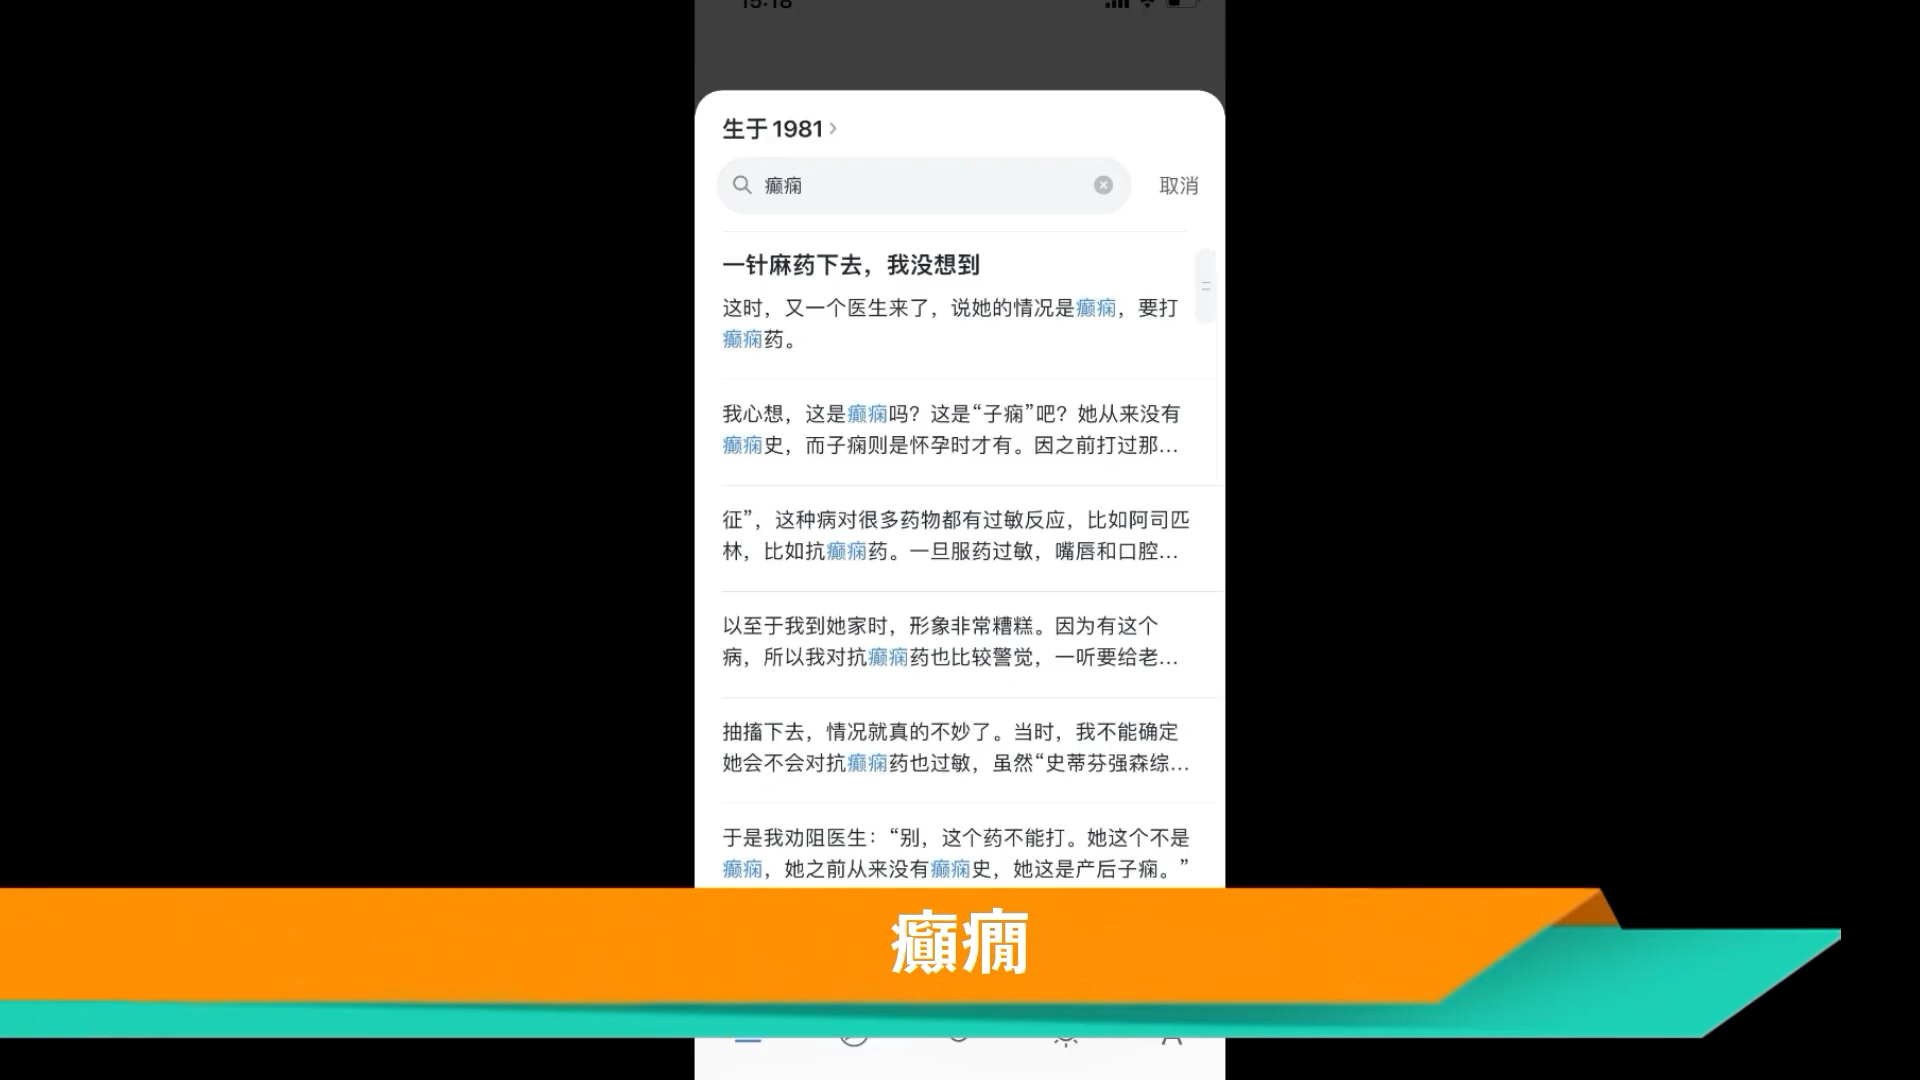 15:18
生于1981
癫痫
取消
一针麻药下去，我没想到
这时，又一个医生来了，说她的情况是癫痫，要打
癫痫药。
我心想，这是癫痫吗？这是“子痫”吧？她从来没有
癫痫史，而子痫则是怀孕时才有。因之前打过那...
征”，这种病对很多药物都有过敏反应，比如阿司匹
林，比如抗癫痫药。一旦服药过敏，嘴唇和口腔...
以至于我到她家时，形象非常糟糕。因为有这个
病，所以我对抗癫痫药也比较警觉，一听要给老...
抽搐下去，情况就真的不妙了。当时，我不能确定
她会不会对抗癫痫药也过敏，虽然“史蒂芬强森综...
于是我劝阻医生：“别，这个药不能打。她这个不是
癫痫，她之前从来没有癫痫史，她这是产后子痫。”
癲癇